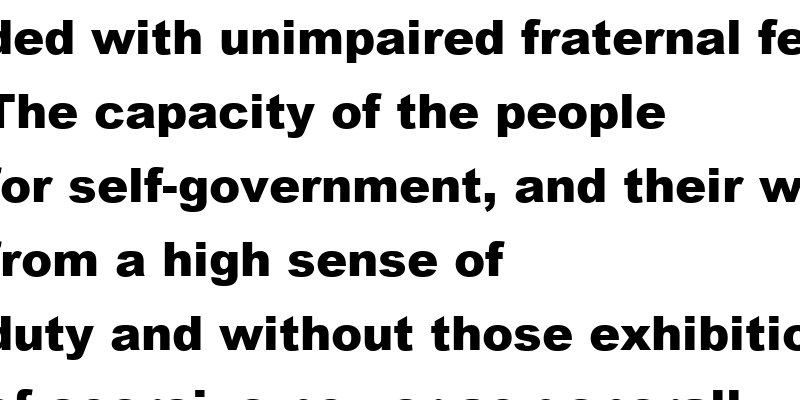 ded with unimpaired fraternal fe
The capacity of the people
for self-government, and their w
from a high sense of
duty and without those exhibitio